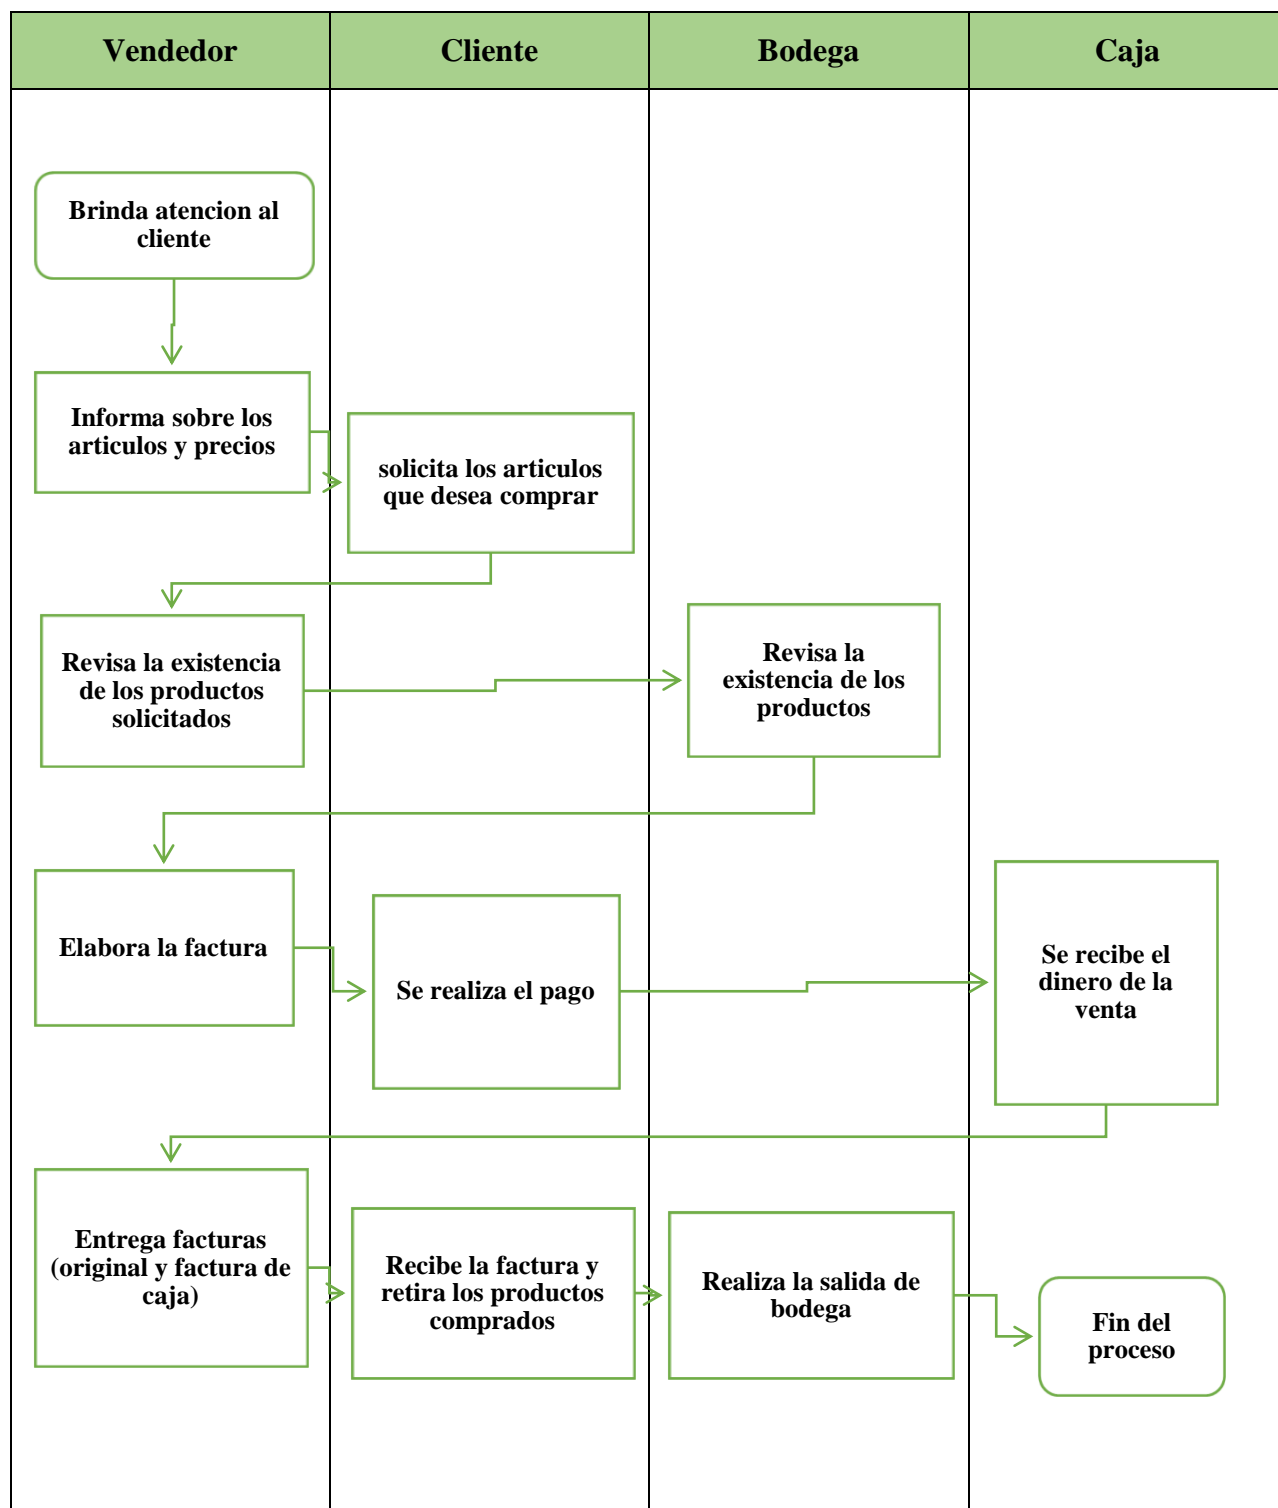 Vendedor
Cliente
Bodega
Caja
Brinda atencion al
cliente
Informa sobre los
articulos y precios
solicita los articulos
que desea comprar
Revisa la existencia
de los productos
solicitados
Revisa la
existencia de los
productos
Elabora la factura
Se realiza el pago
Se recibe el
dinero de la
venta
Entrega facturas
(original y factura de
caja)
Recibe la factura y
retira los productos
comprados
Realiza la salida de
bodega
Fin del
proceso